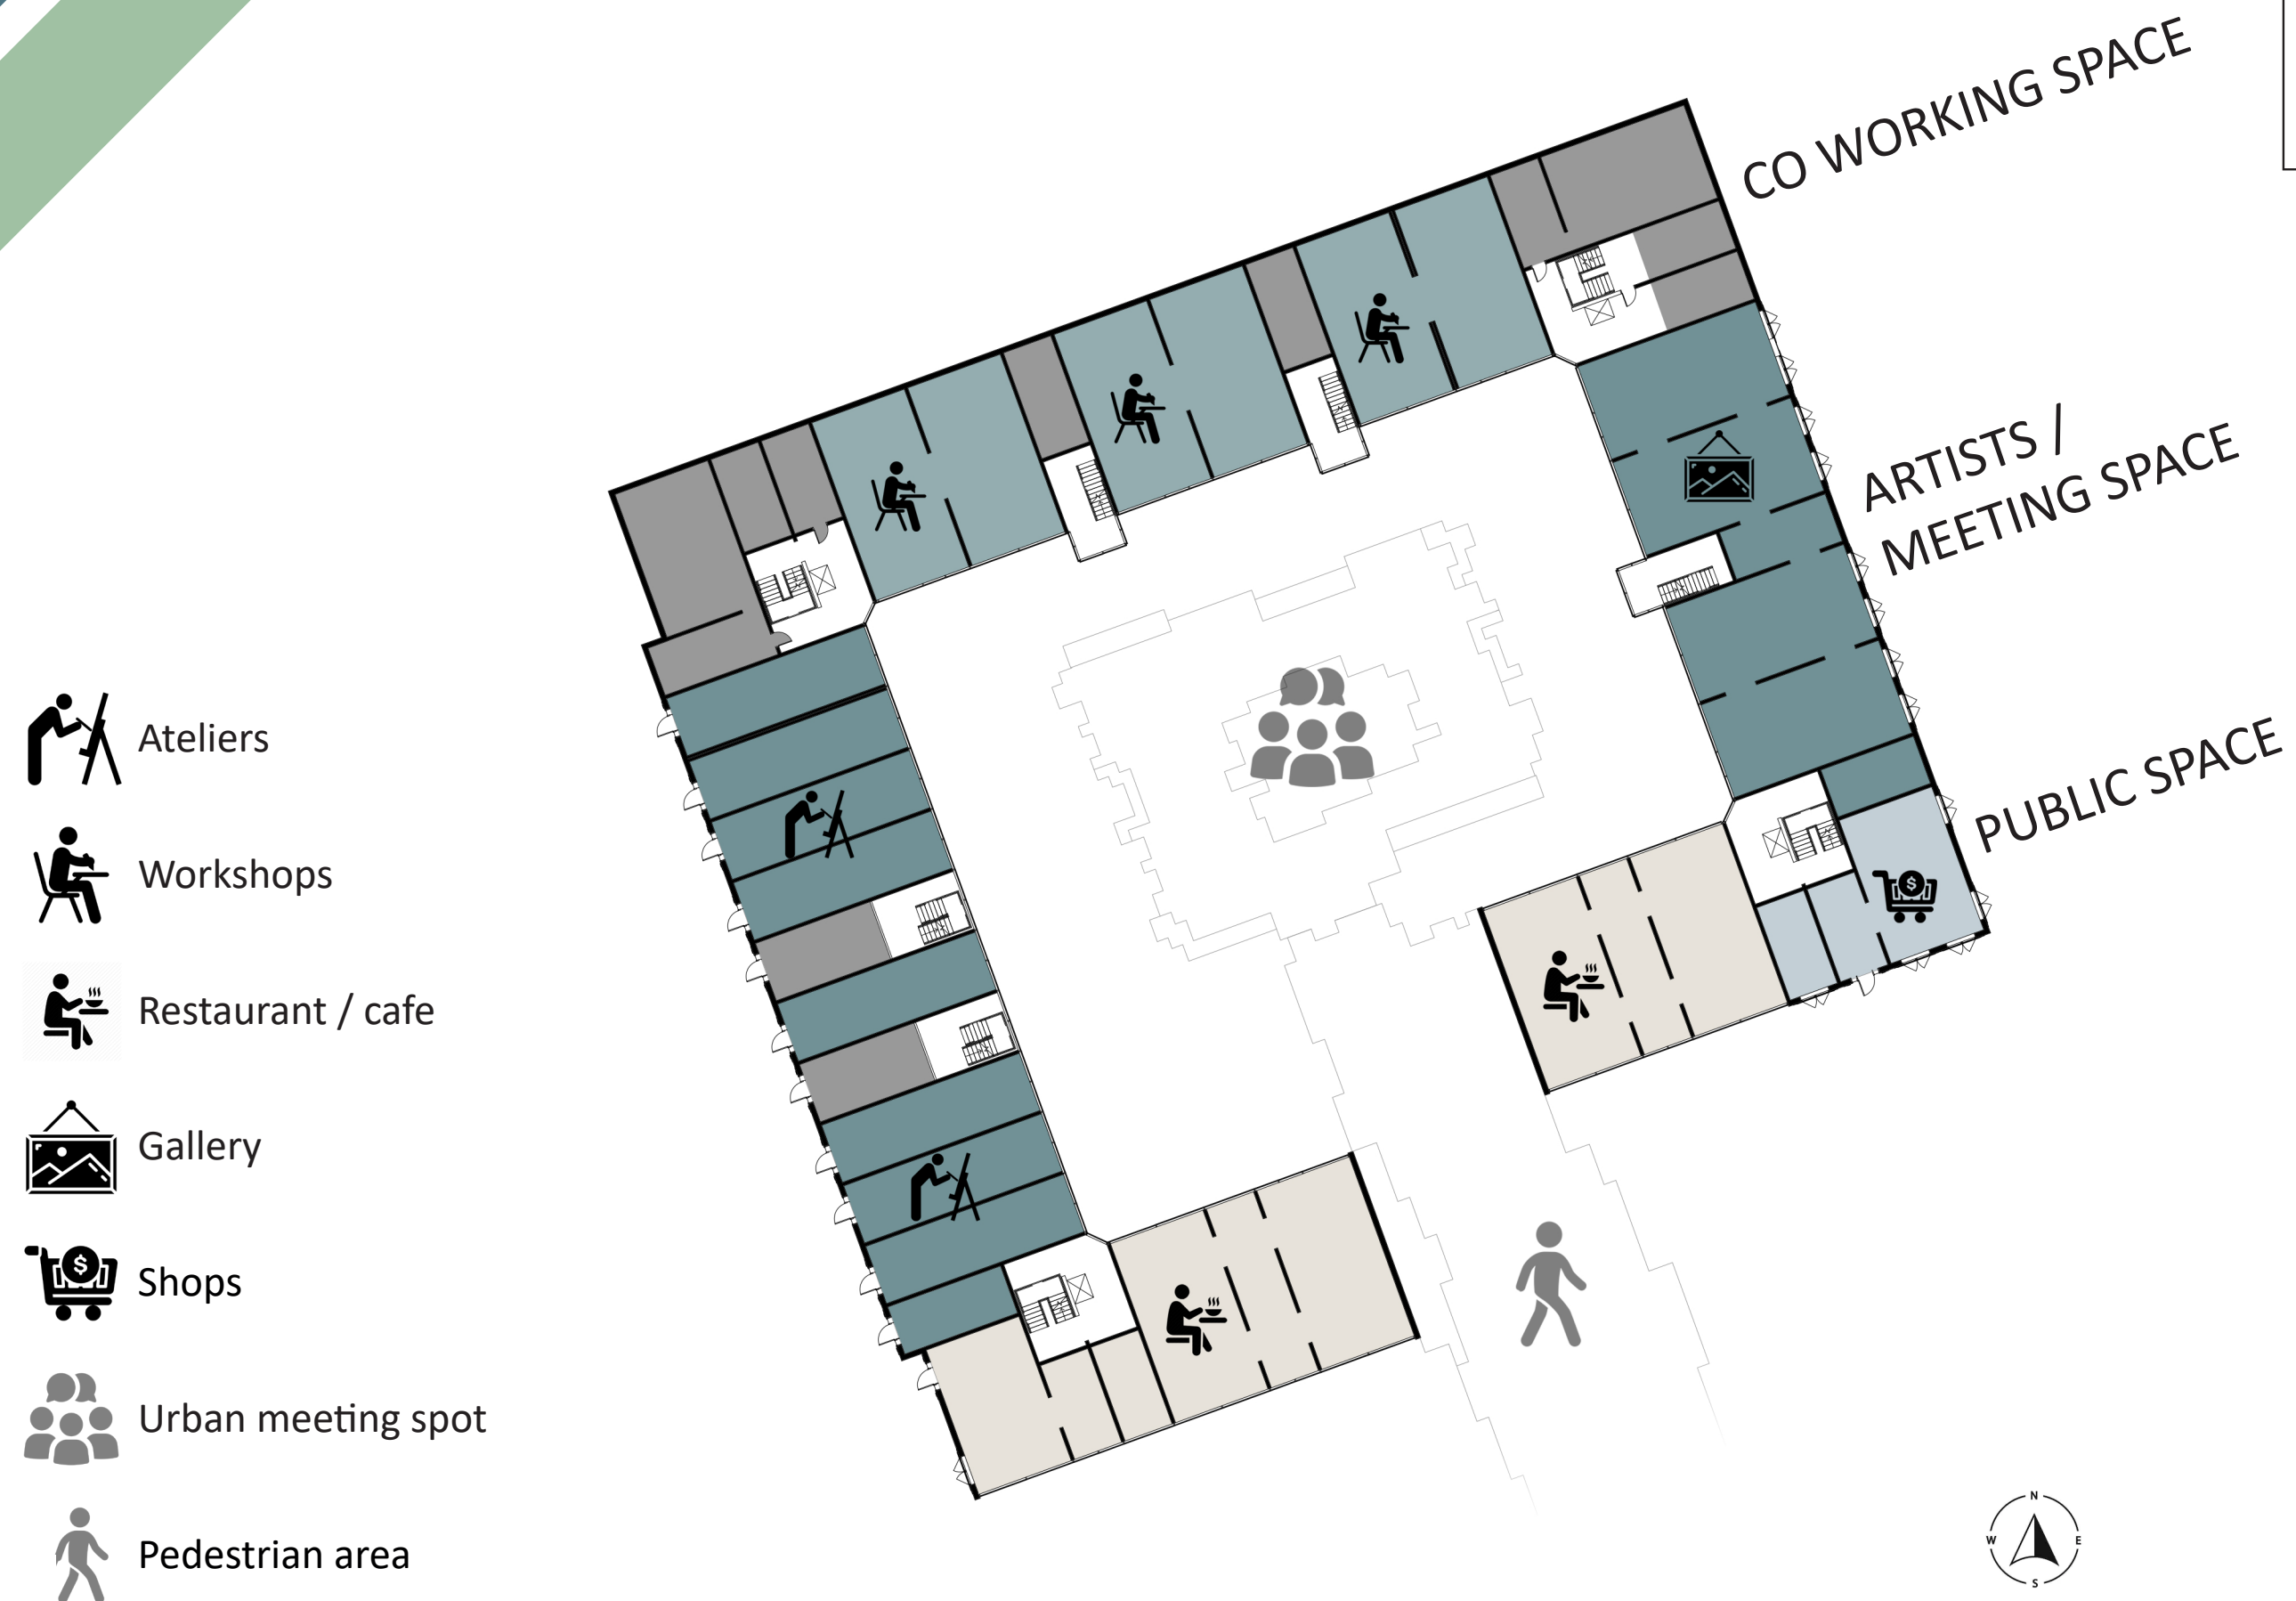 CO WORKING SPACE
ARTISTS /
MEETING SPACE
PUBLIC SPACE
Ateliers
Workshops
Restaurant / cafe
Gallery
$
Shops
Urban meeting spot
Pedestrian area
$
N
W
E
S